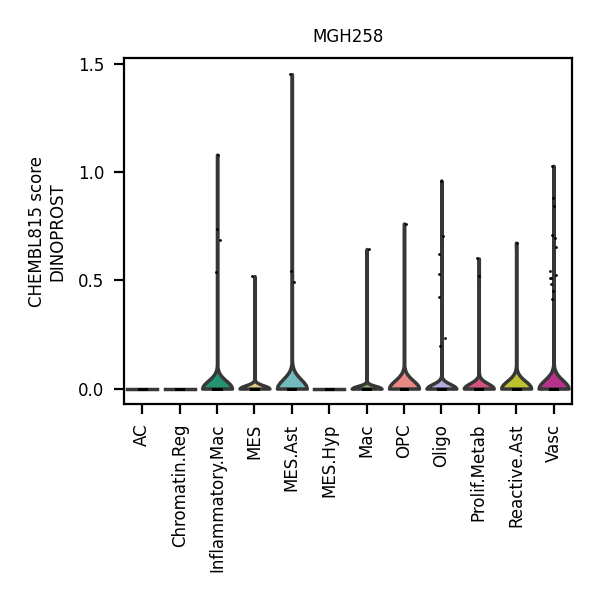 MGH258
CHEMBL815 score
DINOPROST
1.5
1.0
0.5
0.0
AC
Chromatin.Reg
Inflammatory.Mac
MES
MES.Ast
MES.Hyp
Mac
OPC
Oligo
Prolif.Metab
Reactive.Ast
Vasc